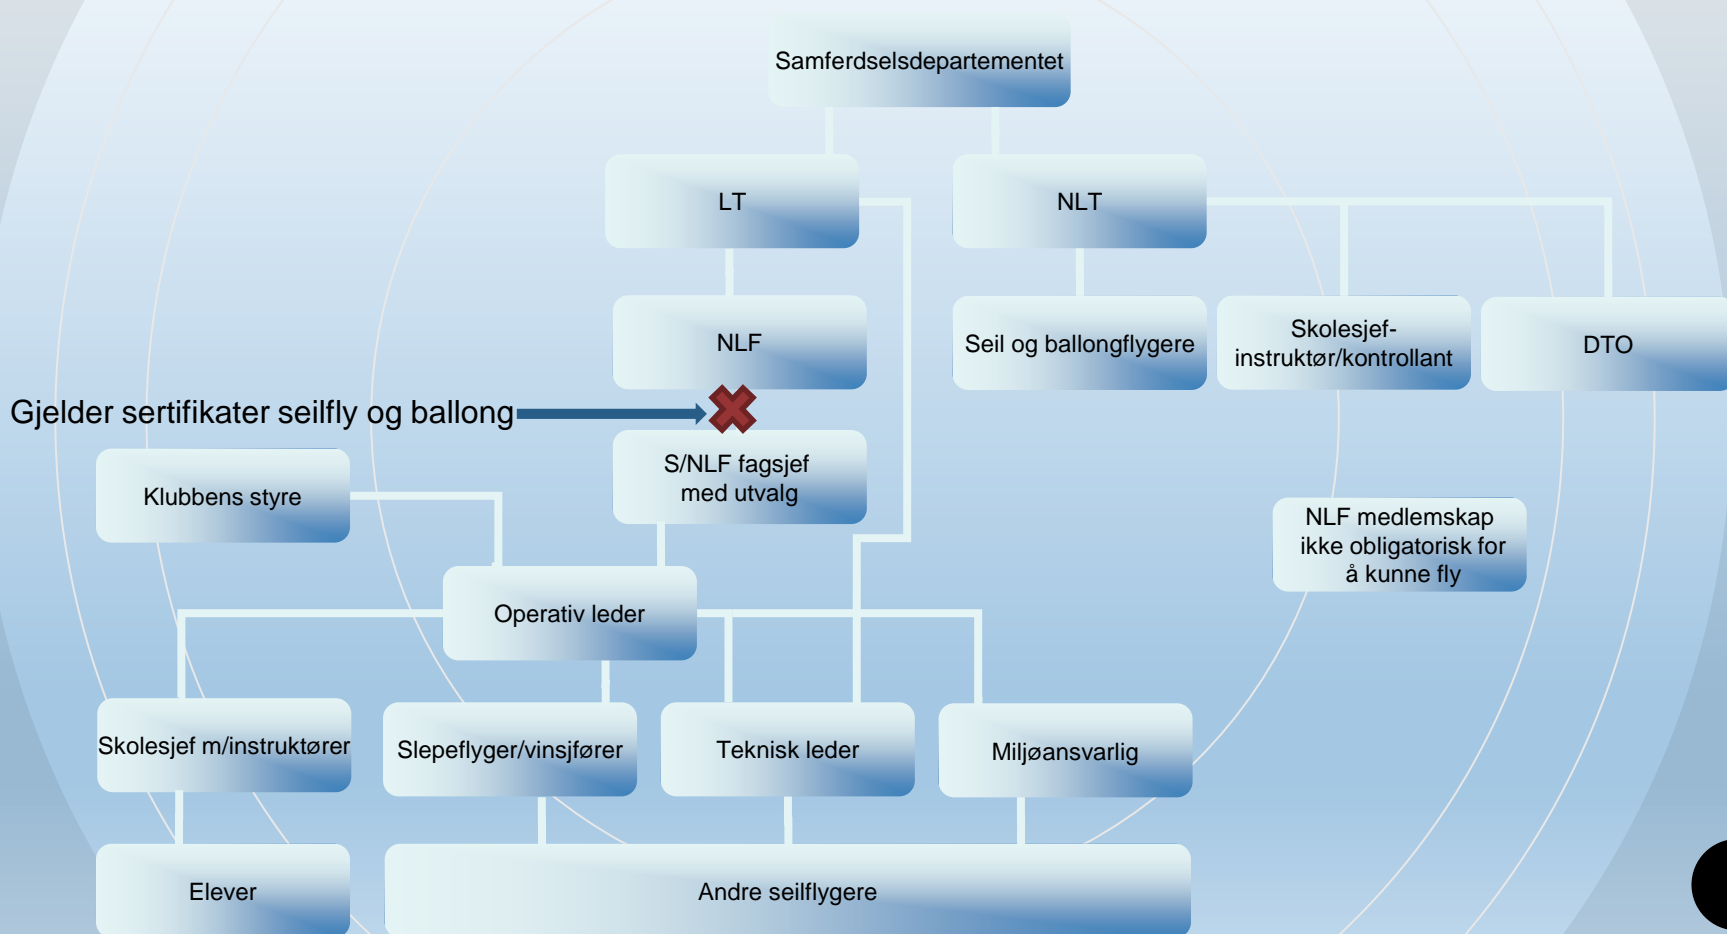 Samferdselsdepartementet
LT
NLT
NLF
Seil og ballongflygere
Skolesjef-
instruktør/kontrollant
DTO
Gjelder sertifikater seilfly og ballong
S/NLF fagsjef
med utvalg
Klubbens styre
NLF medlemskap
ikke obligatorisk for
å kunne fly
Operativ leder
Skolesjef m/instruktører
Slepeflyger/vinsjfører
Teknisk leder
Miljøansvarlig
Elever
Andre seilflygere